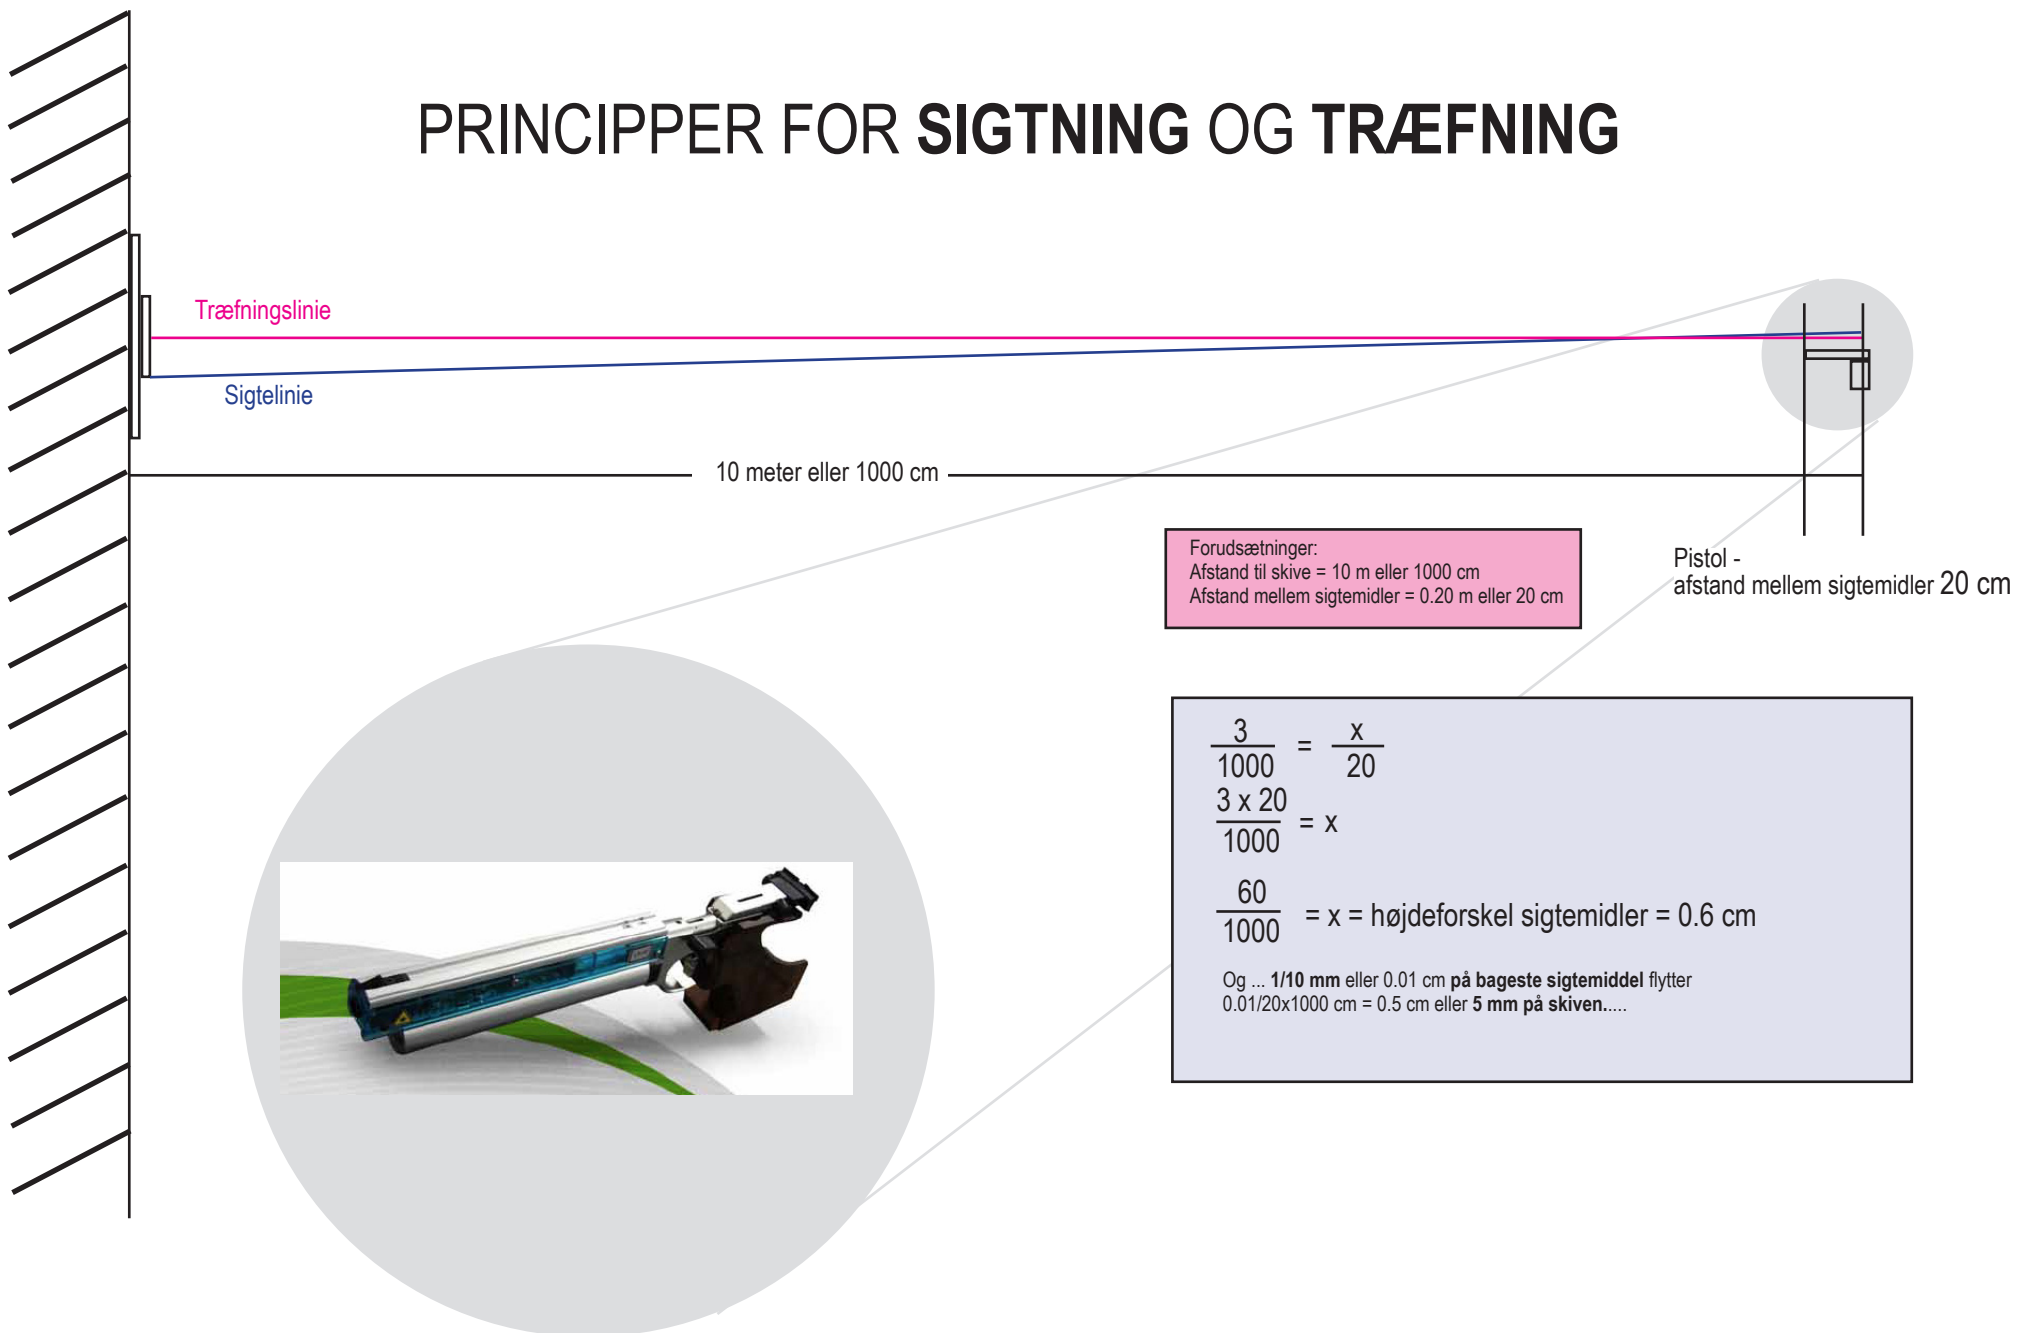 PRINCIPPER FOR SIGTNING OG TRÆFNING
Træfningslinie
Sigtelinie
10 meter eller 1000 cm
Forudsætninger:
Afstand til skive = 10 m eller 1000 cm
Afstand mellem sigtemidler = 0.20 m eller 20 cm
Pistol -
afstand mellem sigtemidler 20 cm
3/1000 = x/20
3 x 20/1000 = x
60/1000 = x = højdeforskel sigtemidler = 0.6 cm
Og ... 1/10 mm eller 0.01 cm på bageste sigtemiddel flytter
0.01/20x1000 cm = 0.5 cm eller 5 mm på skiven.....